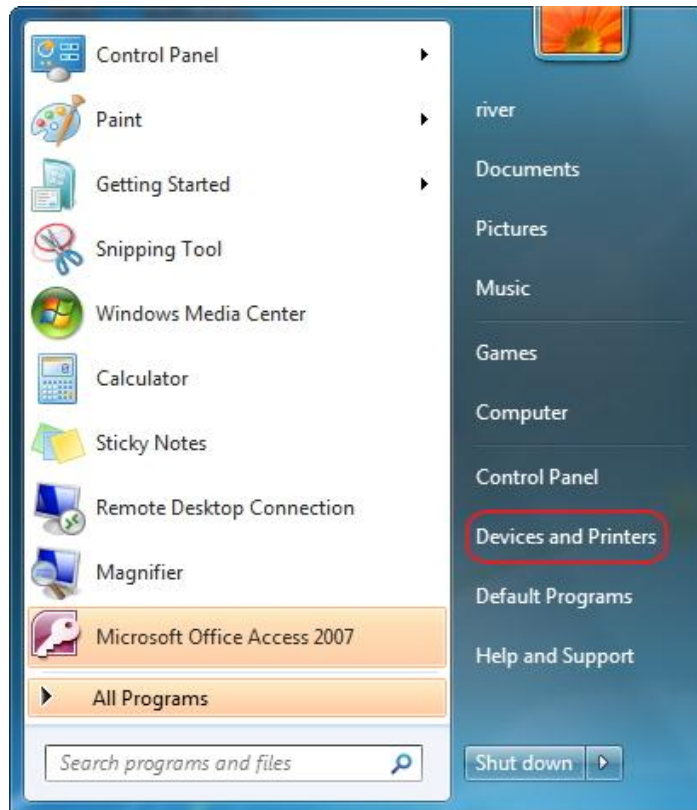 Control Panel
Paint
Getting Started
Snipping Tool
Windows Media Center
Calculator
Sticky Notes
Remote Desktop Connection
Magnifier
Microsoft Office Access 2007
All Programs
Search programs and files
river
Documents
Pictures
Music
Games
Computer
Control Panel
Devices and Printers
Default Programs
Help and Support
Shut down